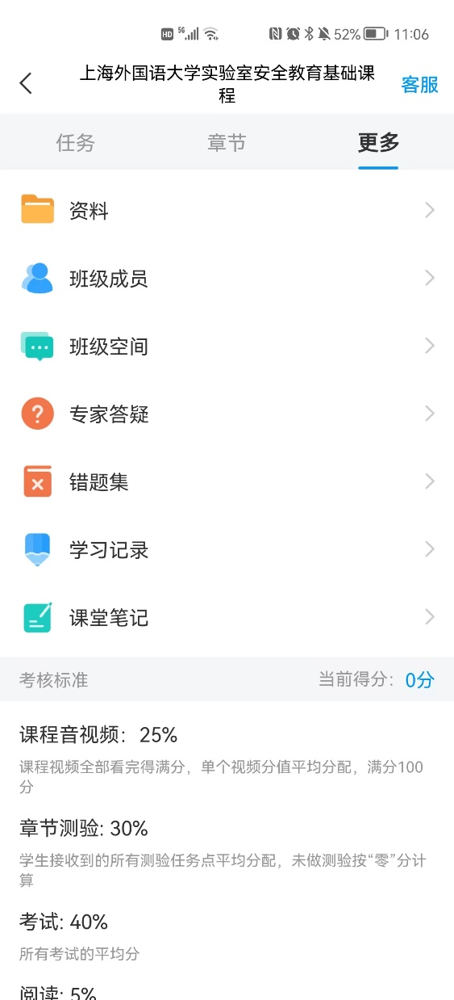 HD 5G 52% 11:06
上海外国语大学实验室安全教育基础课
程
客服
任务 章节 更多
资料
班级成员
班级空间
专家答疑
错题集
学习记录
课堂笔记
考核标准 当前得分: 0分
课程音视频: 25%
课程视频全部看完得满分，单个视频分值平均分配，满分100
分
章节测验: 30%
学生接收到的所有测验任务点平均分配，未做测验按“零”分计
算
考试: 40%
所有考试的平均分
阅读: 5%